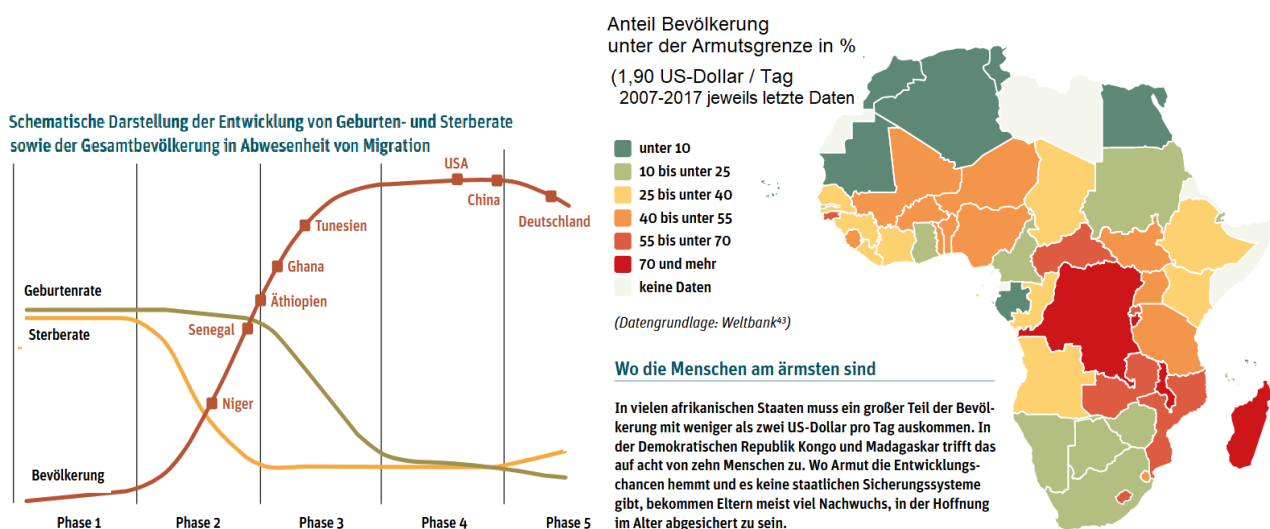 Schematische Darstellung der Entwicklung von Geburten- und Sterberate
sowie der Gesamtbevölkerung in Abwesenheit von Migration
USA
China
Deutschland
Tunesien
Ghana
Äthiopien
Senegal
Niger
Geburtenrate
Sterberate
Bevölkerung
Phase 1
Phase 2
Phase 3
Phase 4
Phase 5
Anteil Bevölkerung
unter der Armutsgrenze in %
(1,90 US-Dollar / Tag
2007-2017 jeweils letzte Daten
unter 10
10 bis unter 25
25 bis unter 40
40 bis unter 55
55 bis unter 70
70 und mehr
keine Daten
(Datengrundlage: Weltbank⁴³)
Wo die Menschen am ärmsten sind
In vielen afrikanischen Staaten muss ein großer Teil der Bevöl-
kerung mit weniger als zwei US-Dollar pro Tag auskommen. In
der Demokratischen Republik Kongo und Madagaskar trifft das
auf acht von zehn Menschen zu. Wo Armut die Entwicklungs-
chancen hemmt und es keine staatlichen Sicherungssysteme
gibt, bekommen Eltern meist viel Nachwuchs, in der Hoffnung
im Alter abgesichert zu sein.